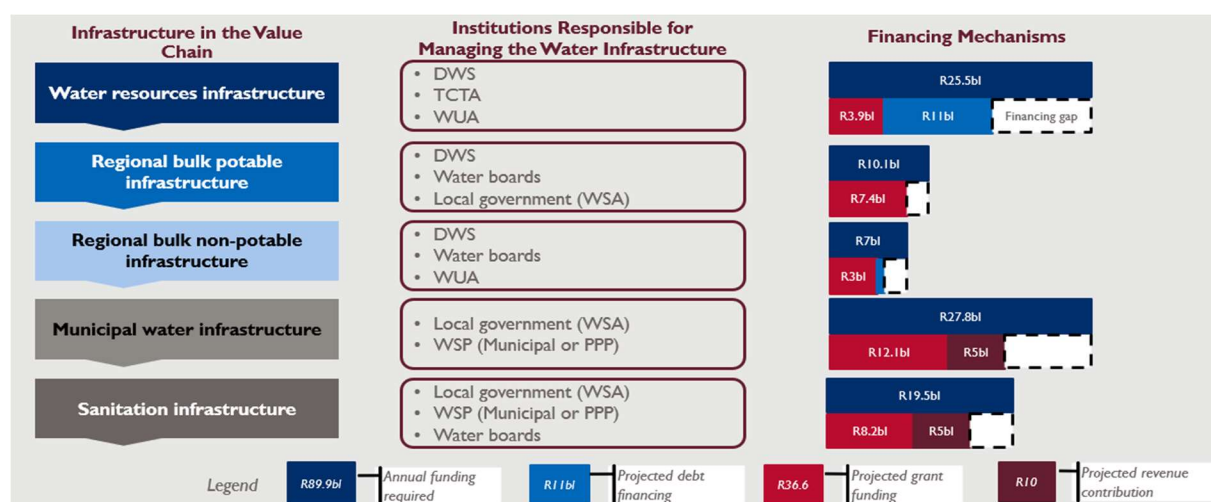 Infrastructure in the Value
Chain
Institutions Responsible for
Managing the Water Infrastructure
Financing Mechanisms
Water resources infrastructure
• DWS
• TCTA
• WUA
R25.5bl
R3.9bl
R11bl
Financing gap
Regional bulk potable
infrastructure
• DWS
• Water boards
• Local government (WSA)
R10.1bl
R7.4bl
Regional bulk non-potable
infrastructure
• DWS
• Water boards
• WUA
R7bl
R3bl
Municipal water infrastructure
• Local government (WSA)
• WSP (Municipal or PPP)
R27.8bl
R12.1bl
R5bl
Sanitation infrastructure
• Local government (WSA)
• WSP (Municipal or PPP)
• Water boards
R19.5bl
R8.2bl
R5bl
Legend
R89.9bl
Annual funding
required
R11bl
Projected debt
financing
R36.6
Projected grant
funding
R10
Projected revenue
contribution